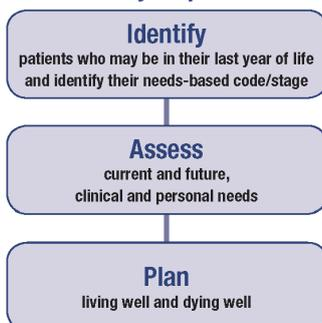 Identify
patients who may be in their last year of life
and identify their needs-based code/stage
Assess
current and future,
clinical and personal needs
Plan
living well and dying well